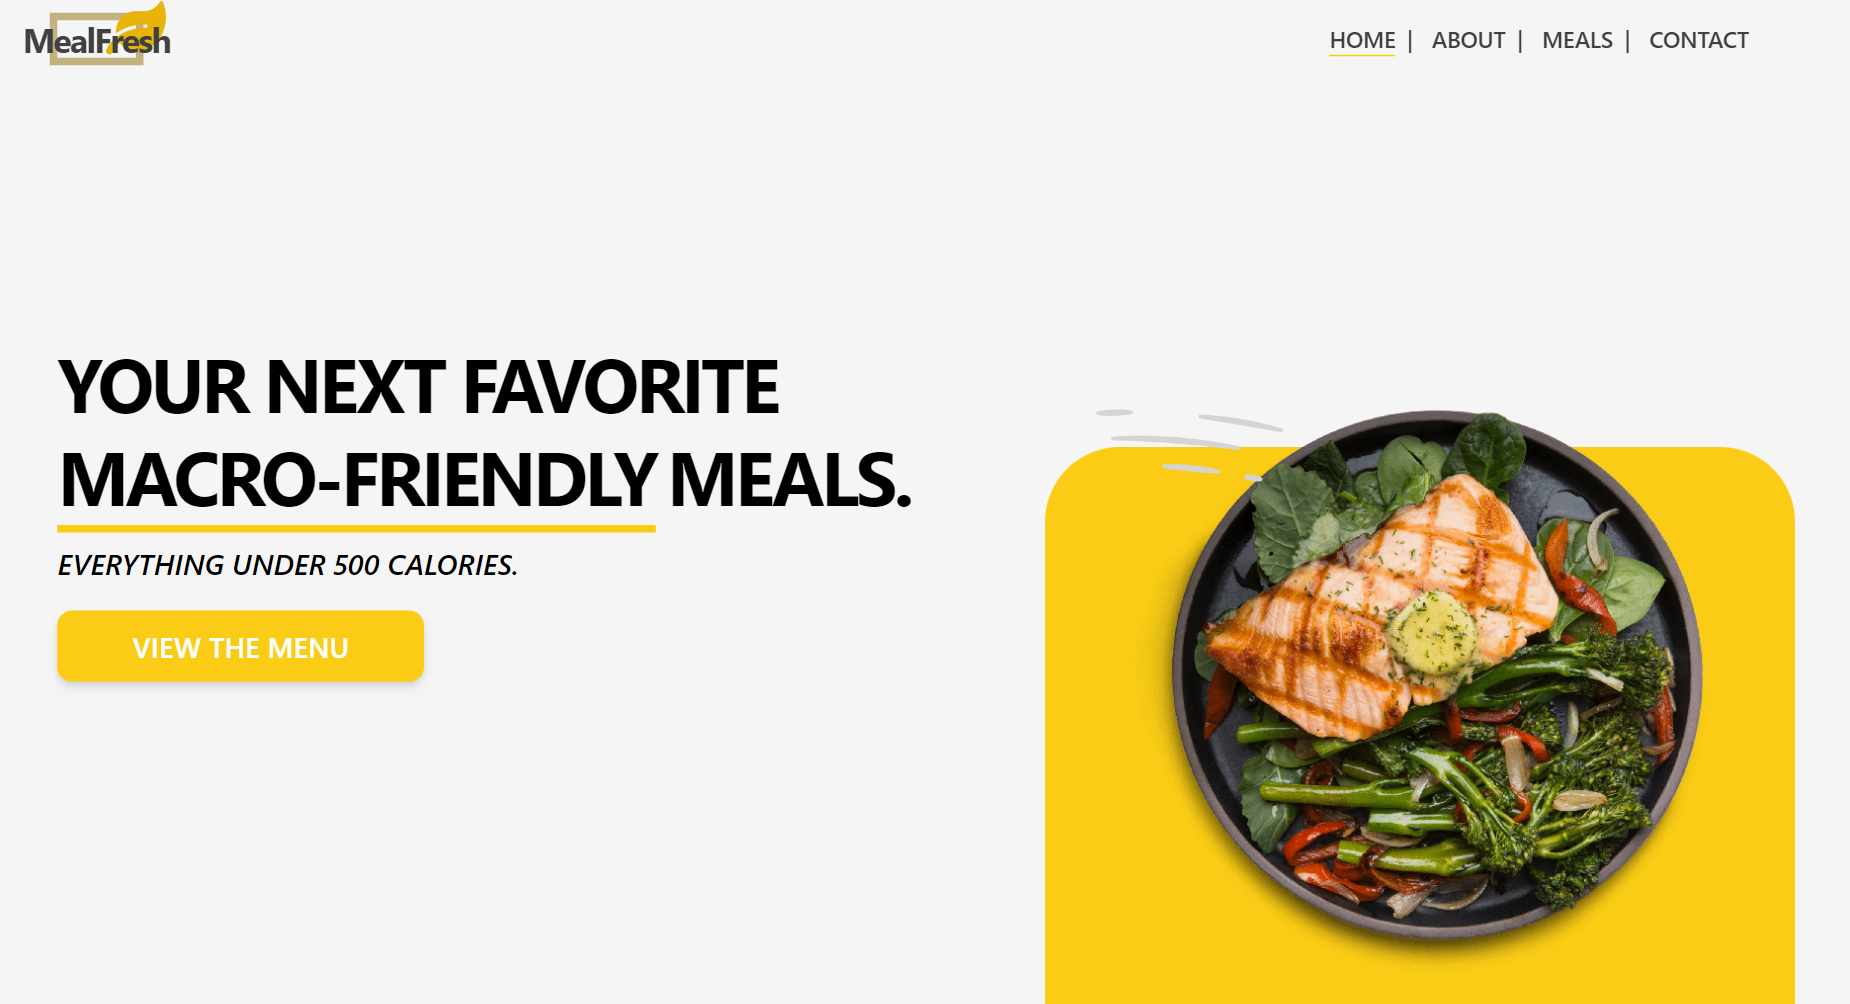 MealFresh
HOME | ABOUT | MEALS | CONTACT
YOUR NEXT FAVORITE
MACRO-FRIENDLY MEALS.
EVERYTHING UNDER 500 CALORIES.
VIEW THE MENU